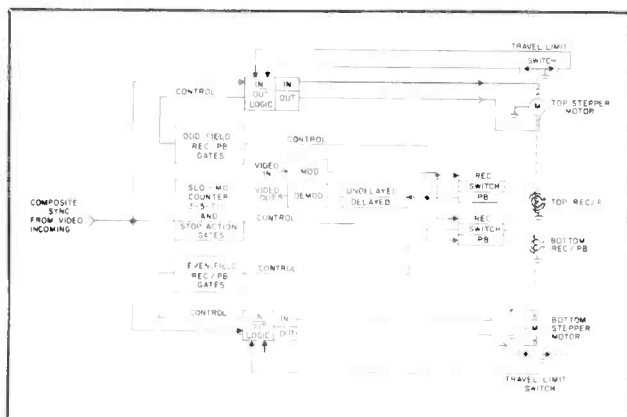 TRAVEL LIMIT
SWITCH
CONTROL
IN
OUT
LOGIC
IN
OUT
M
TOP STEPPER
MOTOR
ODD FIELD
REC PB
GATES
CONTROL
VIDEO
IN
MOD
VIDEO
OUT
DEMOD
UNDELAYED
DELAYED
REC
SWITCH
PB
COMPOSITE
SYNC
FROM VIDEO
INCOMING
SLO-MO
COUNTER
AND
STOP ACTION
GATES
CONTROL
REC
SWITCH
PB
TOP REC/P
BOTTOM
REC/PB
EVEN-FIELD
REC/PB
GATES
CONTROL
CONTROL
IN
OUT
LOGIC
IN
OUT
M
BOTTOM
STEPPER
MOTOR
TRAVEL LIMIT
SWITCH